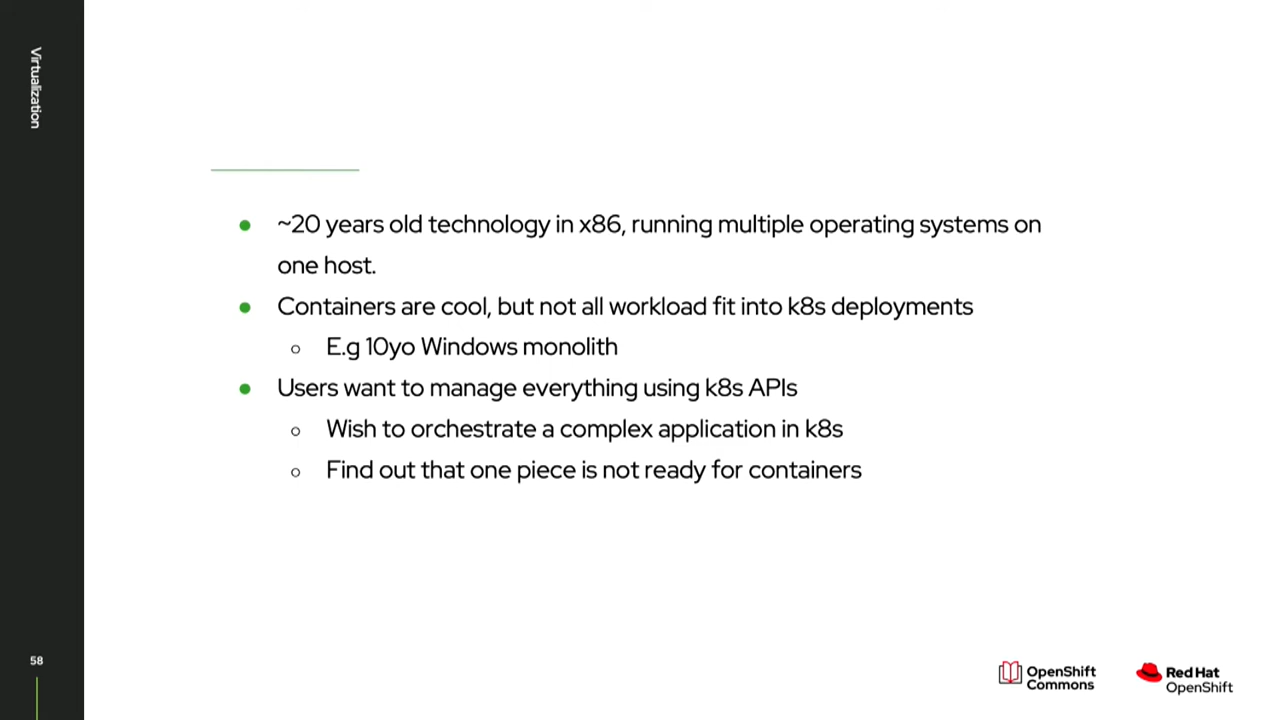 Virtualization
~20 years old technology in x86, running multiple operating systems on
one host.
Containers are cool, but not all workload fit into k8s deployments
E.g 10yo Windows monolith
Users want to manage everything using k8s APIs
Wish to orchestrate a complex application in k8s
Find out that one piece is not ready for containers
58
OpenShift
Commons
Red Hat
OpenShift